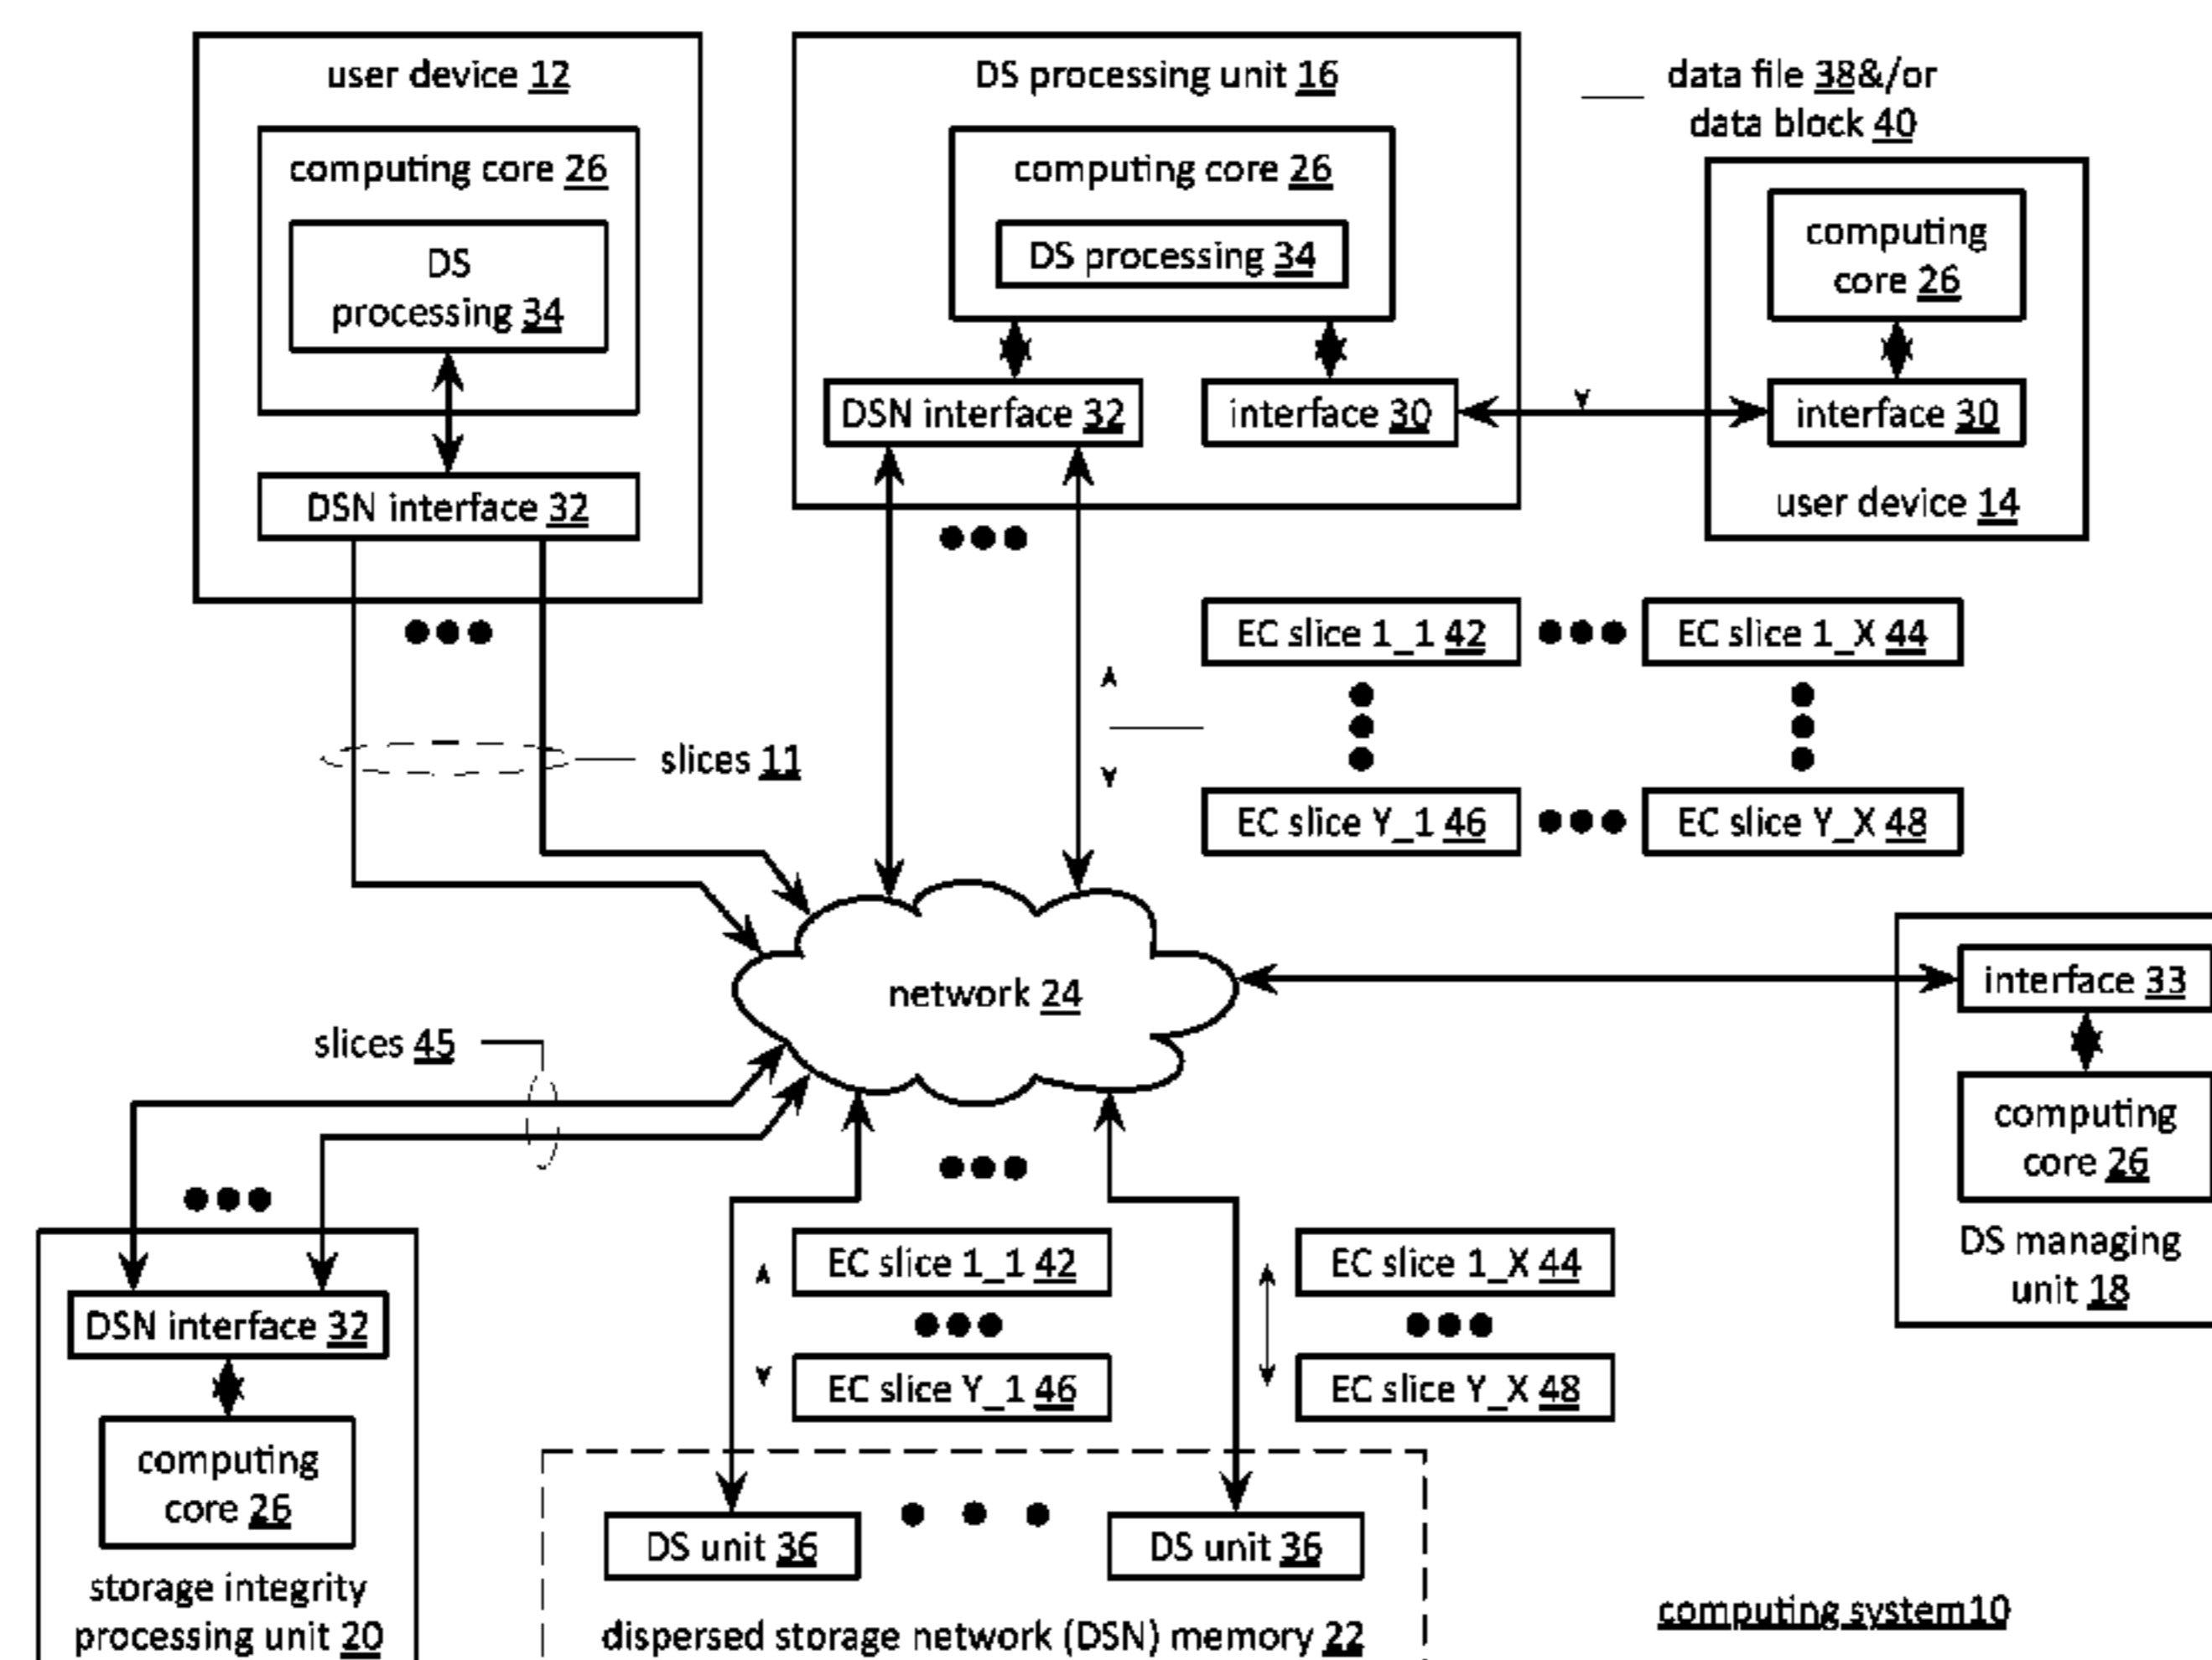 user device 12
computing core 26
DS
processing 34
DSN interface 32
DS processing unit 16
computing core 26
DS processing 34
DSN interface 32
interface 30
data file 38&/or
data block 40
computing
core 26
interface 30
user device 14
slices 11
EC slice 1_1 42
EC slice 1_X 44
EC slice Y_1 46
EC slice Y_X 48
network 24
interface 33
computing
core 26
DS managing
unit 18
slices 45
DSN interface 32
computing
core 26
storage integrity
processing unit 20
EC slice 1_1 42
EC slice 1_X 44
EC slice Y_1 46
EC slice Y_X 48
DS unit 36
DS unit 36
dispersed storage network (DSN) memory 22
computing system10